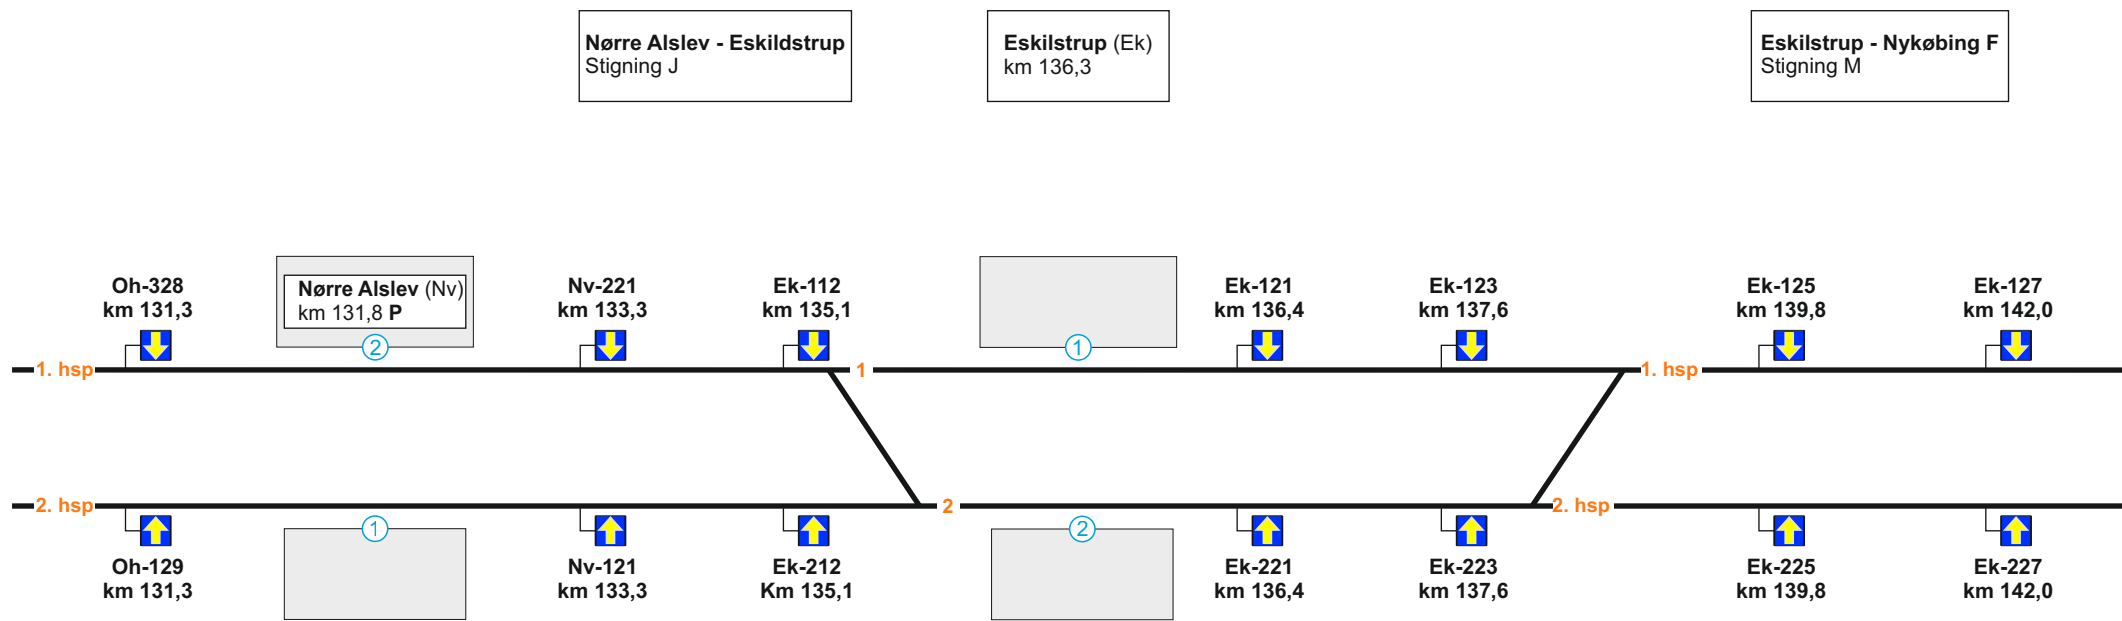 Nørre Alslev - Eskildstrup
Stigning J
Eskilstrup (Ek)
km 136,3
Eskilstrup - Nykøbing F
Stigning M
Oh-328
km 131,3
Nørre Alslev (Nv)
km 131,8 P
2
Nv-221
km 133,3
Ek-112
km 135,1
1
Ek-121
km 136,4
Ek-123
km 137,6
Ek-125
km 139,8
Ek-127
km 142,0
1. hsp
1
1. hsp
2. hsp
2
2. hsp
Oh-129
km 131,3
1
Nv-121
km 133,3
Ek-212
Km 135,1
2
Ek-221
km 136,4
Ek-223
km 137,6
Ek-225
km 139,8
Ek-227
km 142,0